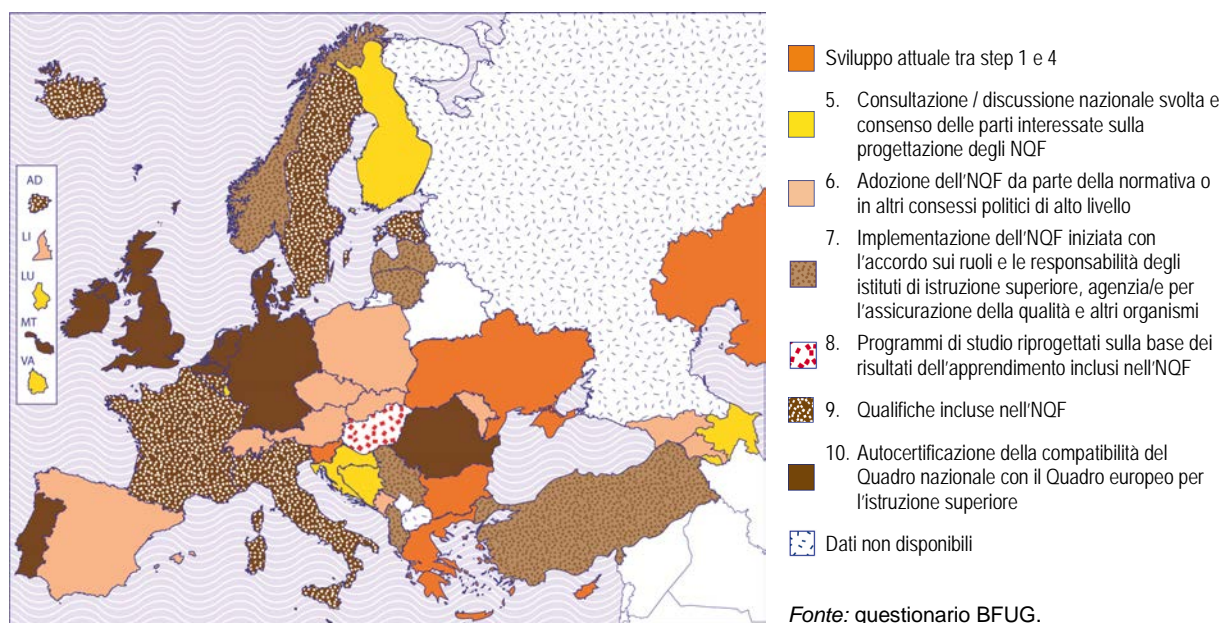 AD
LI
LU
MT
VA
Sviluppo attuale tra step 1 e 4
5. Consultazione / discussione nazionale svolta e
consenso delle parti interessate sulla
progettazione degli NQF
6. Adozione dell'NQF da parte della normativa o
in altri consessi politici di alto livello
7. Implementazione dell'NQF iniziata con
l'accordo sui ruoli e le responsabilità degli
istituti di istruzione superiore, agenzia/e per
l'assicurazione della qualità e altri organismi
8. Programmi di studio riprogettati sulla base dei
risultati dell'apprendimento inclusi nell'NQF
9. Qualifiche incluse nell'NQF
10. Autocertificazione della compatibilità del
Quadro nazionale con il Quadro europeo per
l'istruzione superiore
Dati non disponibili
Fonte: questionario BFUG.